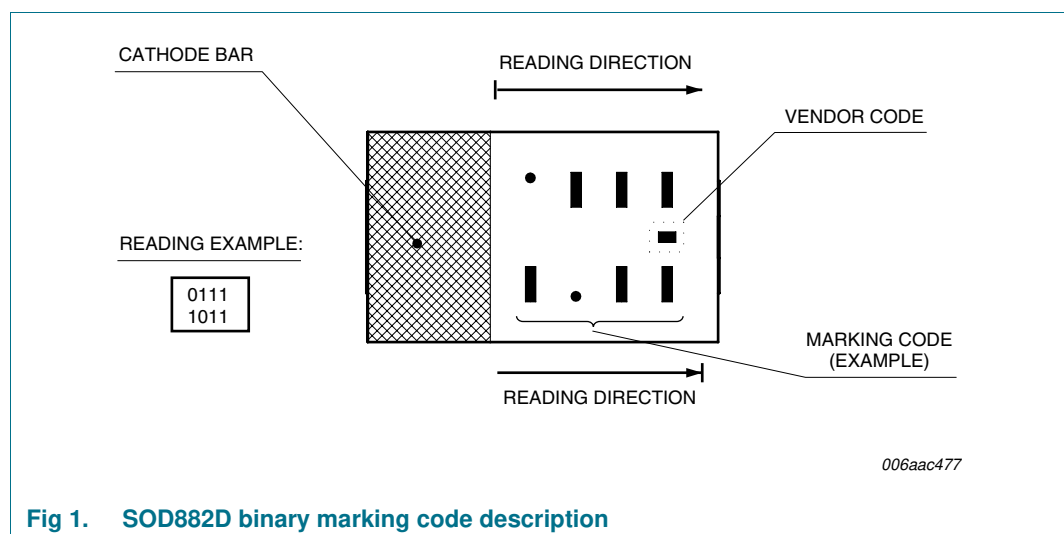 CATHODE BAR
READING DIRECTION
VENDOR CODE
READING EXAMPLE:
0111
1011
MARKING CODE
(EXAMPLE)
READING DIRECTION
006aac477
Fig 1. SOD882D binary marking code description